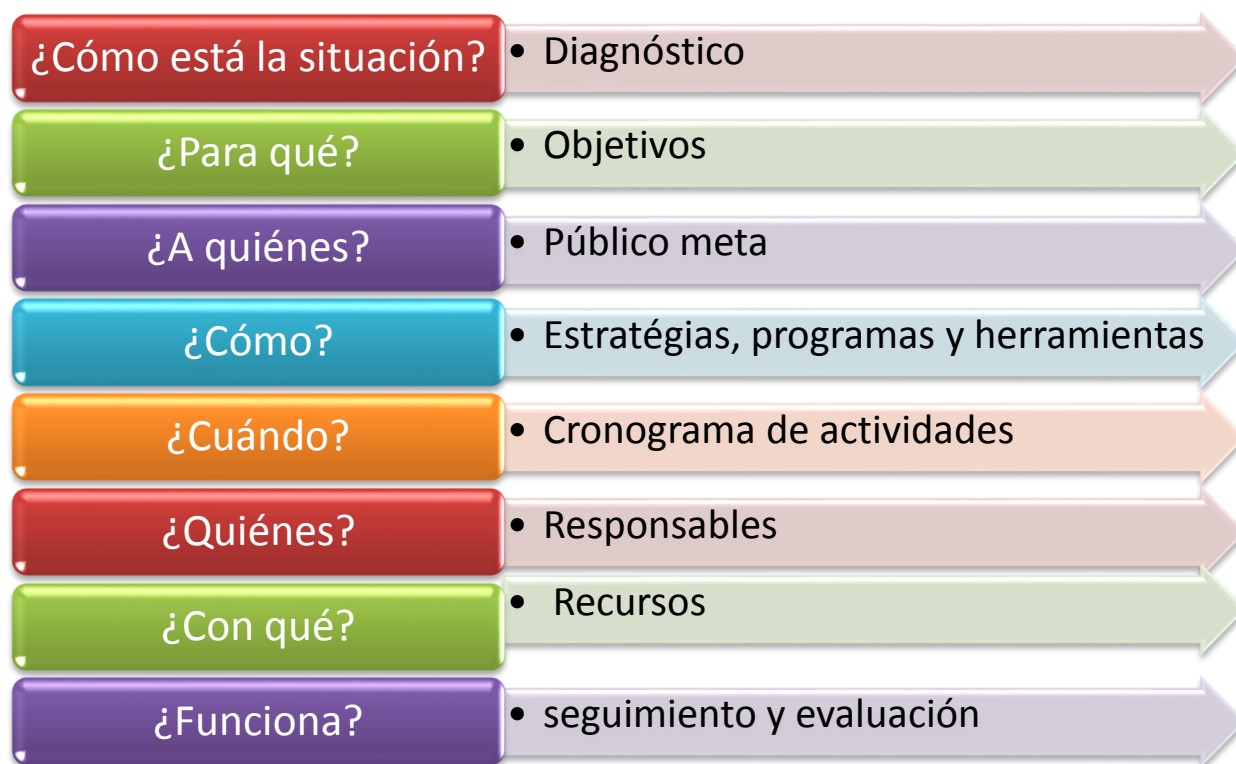 ¿Cómo está la situación?
• Diagnóstico
¿Para qué?
• Objetivos
¿A quiénes?
• Público meta
¿Cómo?
• Estratégias, programas y herramientas
¿Cuándo?
• Cronograma de actividades
¿Quiénes?
• Responsables
¿Con qué?
• Recursos
¿Funciona?
• seguimiento y evaluación